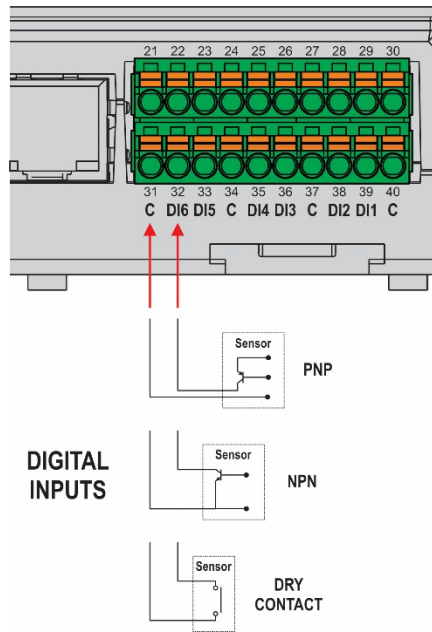 21 22 23 24 25 26 27 28 29 30
31 32 33 34 35 36 37 38 39 40
C DI6 DI5 C DI4 DI3 C DI2 DI1 C
Sensor
PNP
Sensor
DIGITAL
INPUTS
NPN
Sensor
DRY
CONTACT